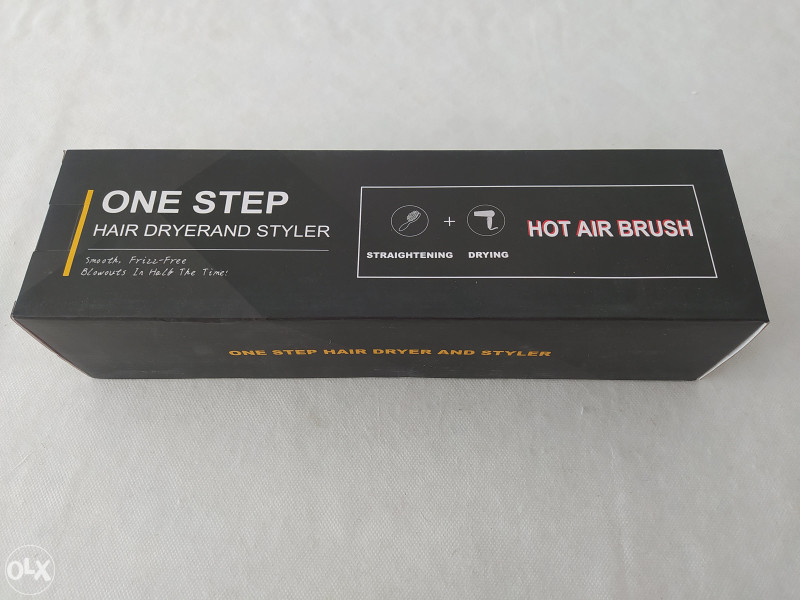 ONE STEP
HAIR DRYERAND STYLER
Smooth, Frizz-Free
Blowouts In Half The Time!
+
STRAIGHTENING DRYING
HOT AIR BRUSH
ONE STEP HAIR DRYER AND STYLER
OLX